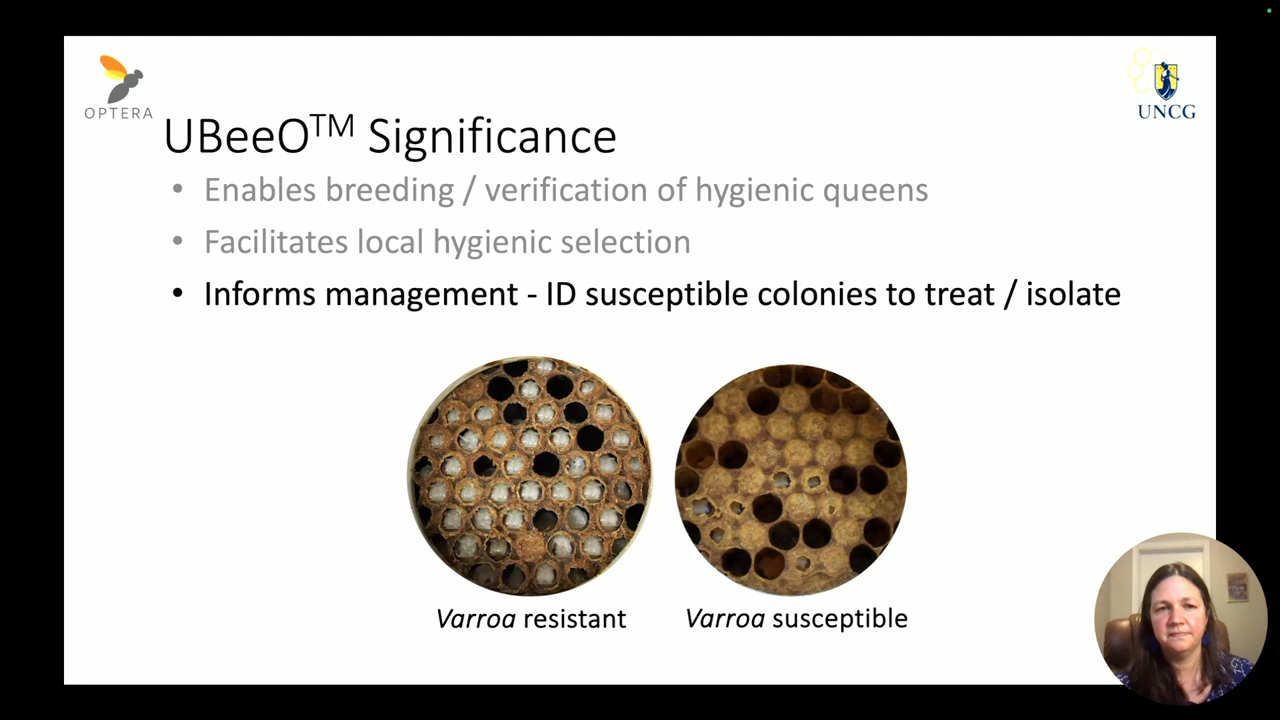 OPTERA
UNCG
UBeeO™ Significance
• Enables breeding / verification of hygienic queens
• Facilitates local hygienic selection
• Informs management - ID susceptible colonies to treat / isolate
Varroa resistant
Varroa susceptible